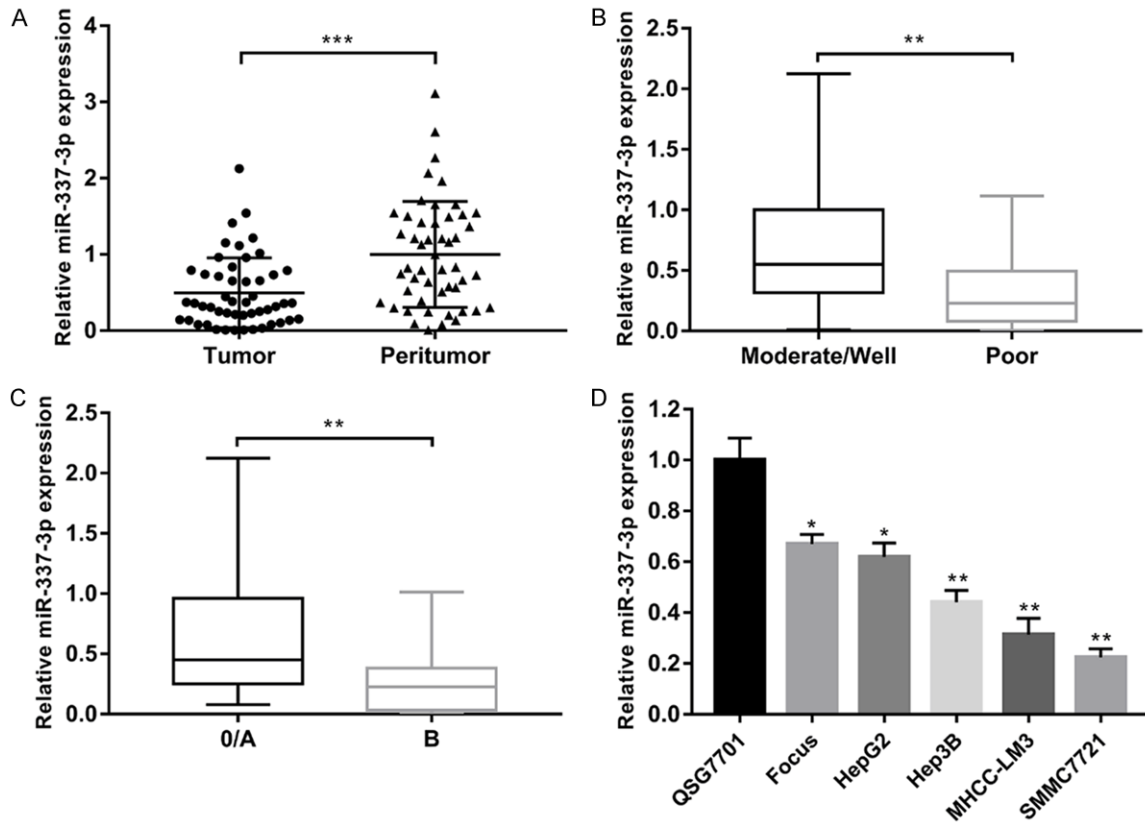 A
Relative miR-337-3p expression
4
3
2
1
0
***
Tumor
Peritumor
B
Relative miR-337-3p expression
2.5
2.0
1.5
1.0
0.5
0.0
**
Moderate/Well
Poor
C
Relative miR-337-3p expression
2.5
2.0
1.5
1.0
0.5
0.0
**
0/A
B
D
Relative miR-337-3p expression
1.2
1.0
0.8
0.6
0.4
0.2
0.0
*
*
**
**
**
QSG7701
Focus
HepG2
Hep3B
MHCC-LM3
SMMC7721